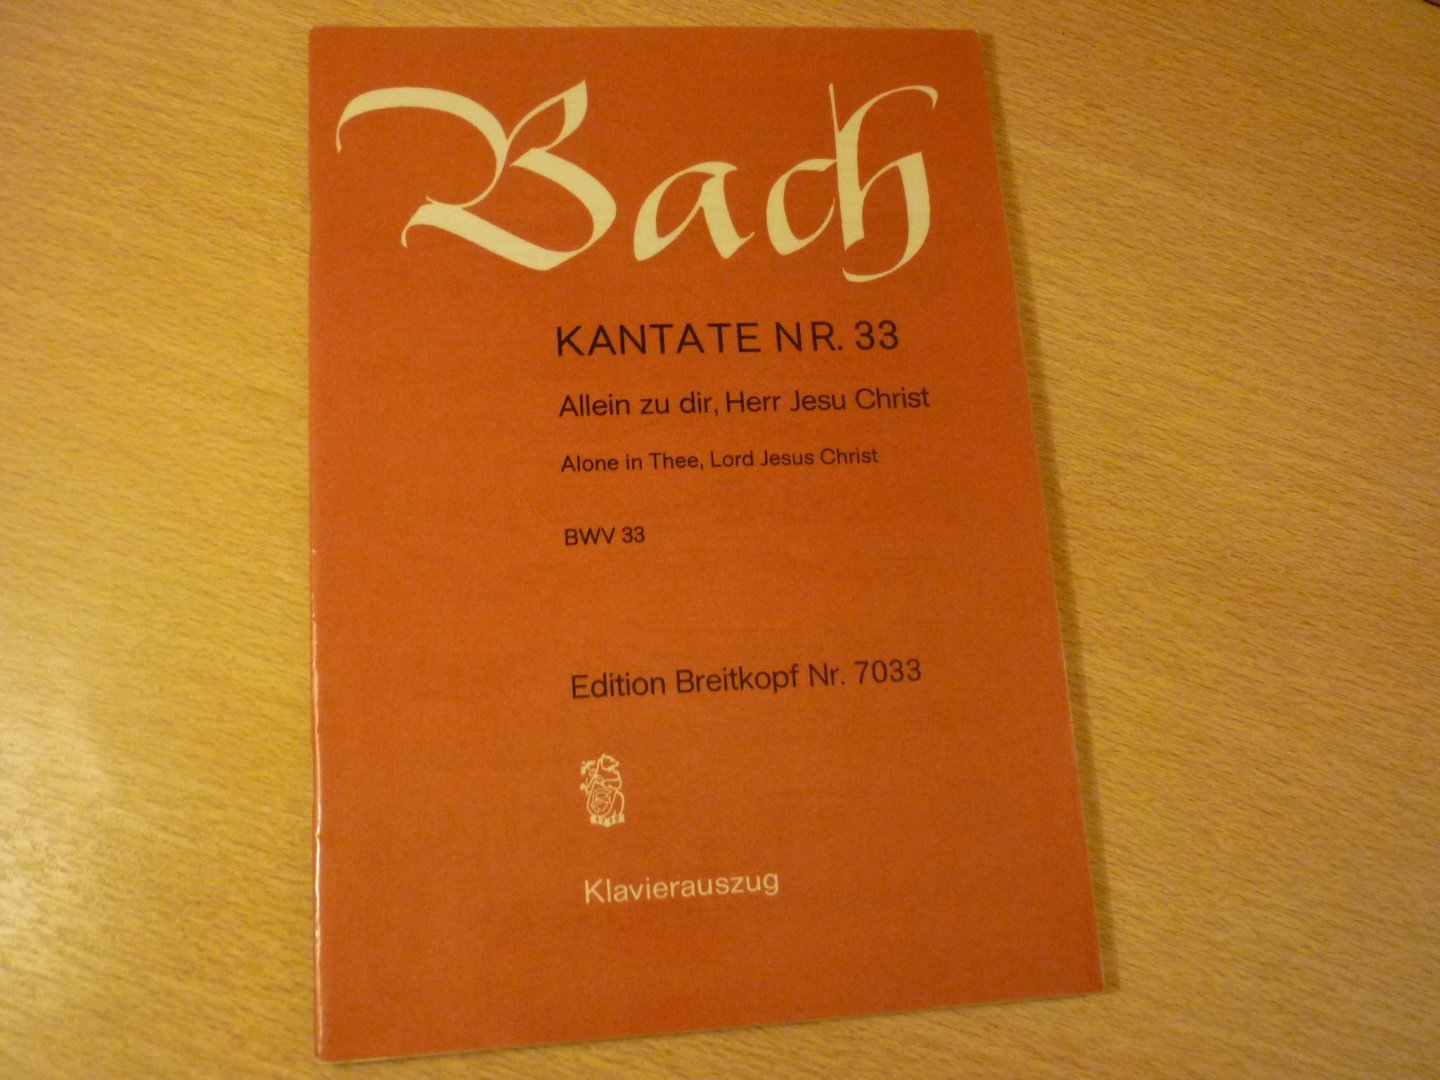 Bach
KANTATE NR. 33
Allein zu dir, Herr Jesu Christ
Alone in Thee, Lord Jesus Christ
BWV 33
Edition Breitkopf Nr. 7033
Klavierauszug